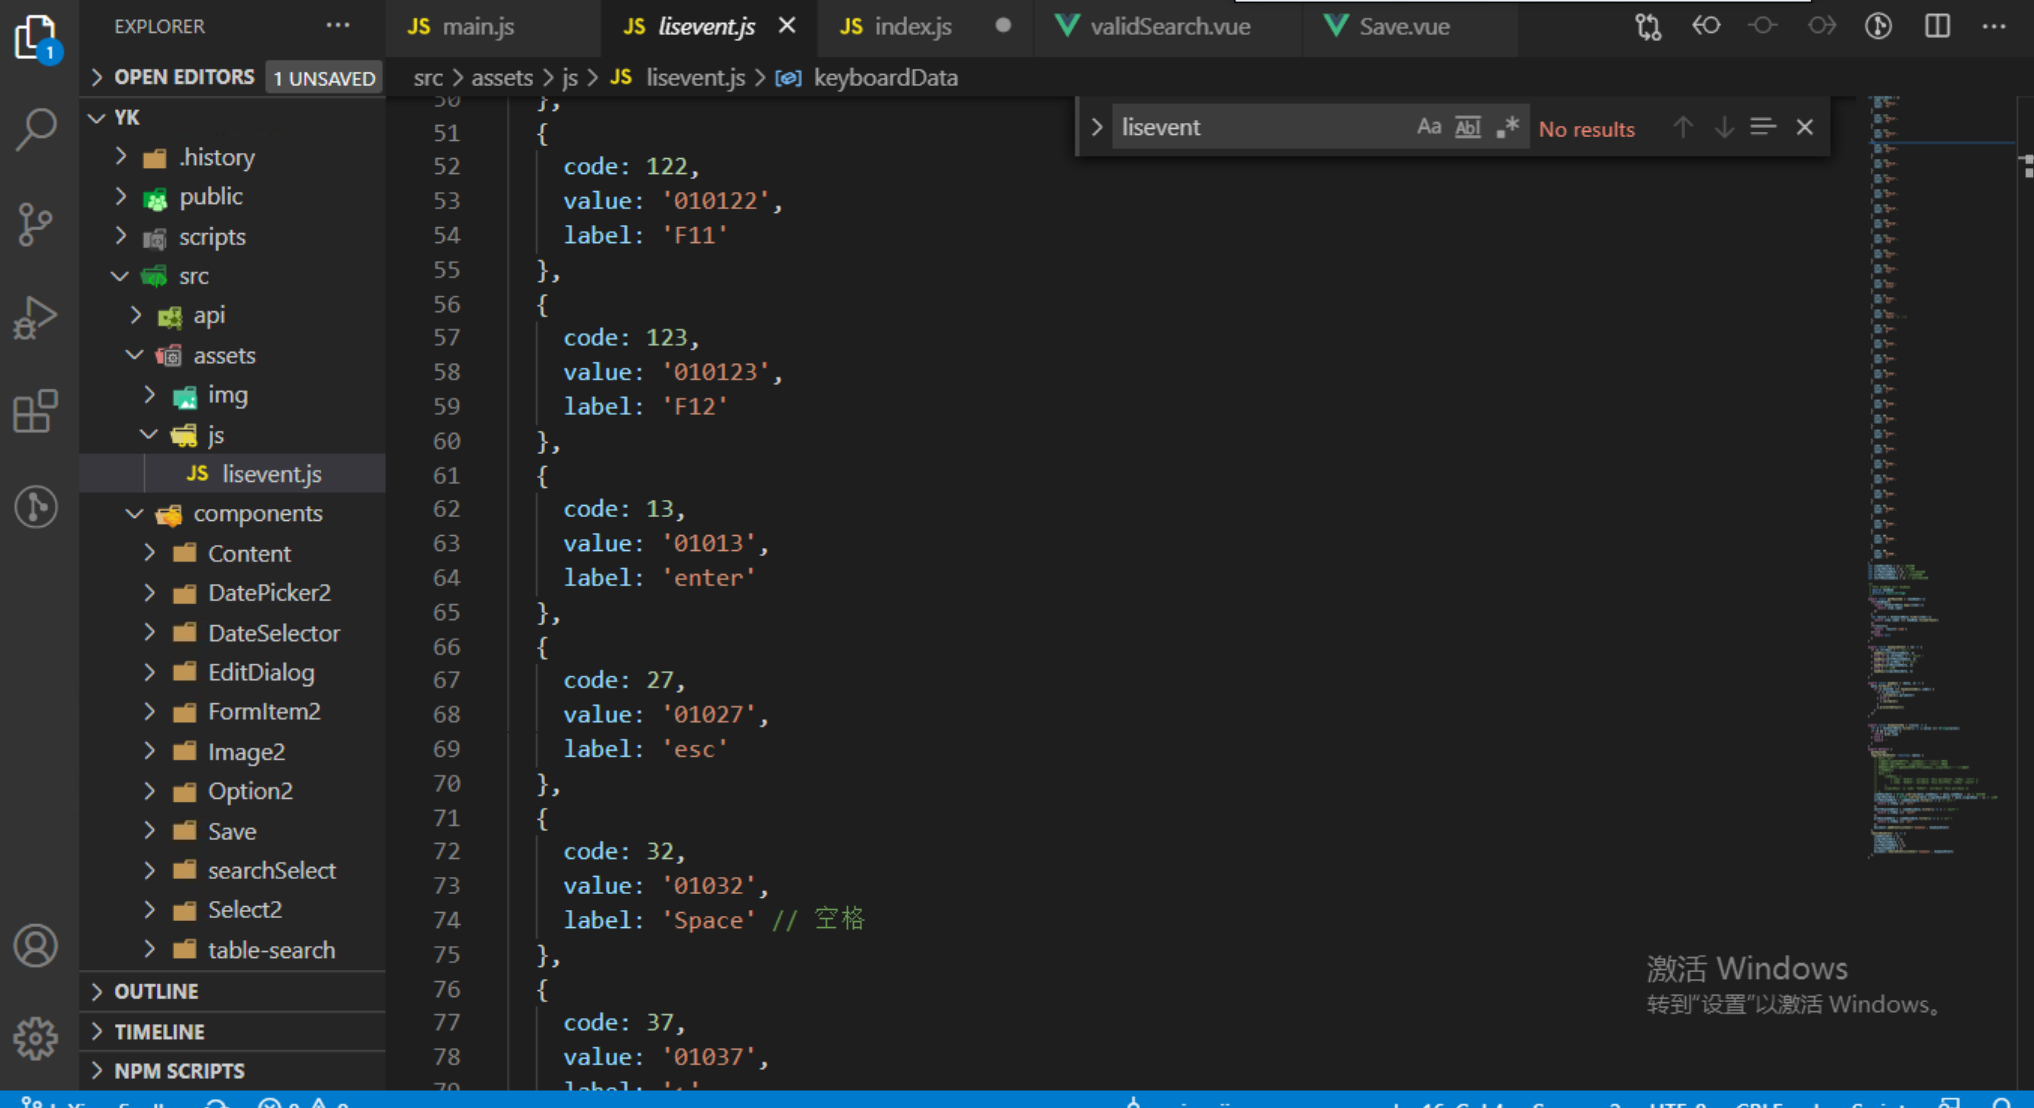 EXPLORER ···
JS main.js
JS lisevent.js
JS index.js
validSearch.vue
Save.vue
OPEN EDITORS 1 UNSAVED
src > assets > js > JS lisevent.js > keyboardData
lisevent Aa Abl No results
YK
.history
public
scripts
src
api
assets
img
js
JS lisevent.js
components
Content
DatePicker2
DateSelector
EditDialog
FormItem2
Image2
Option2
Save
searchSelect
Select2
table-search
OUTLINE
TIMELINE
NPM SCRIPTS
1
50 },
51 {
52 code: 122,
53 value: '010122',
54 label: 'F11'
55 },
56 {
57 code: 123,
58 value: '010123',
59 label: 'F12'
60 },
61 {
62 code: 13,
63 value: '01013',
64 label: 'enter'
65 },
66 {
67 code: 27,
68 value: '01027',
69 label: 'esc'
70 },
71 {
72 code: 32,
73 value: '01032',
74 label: 'Space' // 空格
75 },
76 {
77 code: 37,
78 value: '01037',
79 label:
激活 Windows
转到"设置"以激活 Windows。